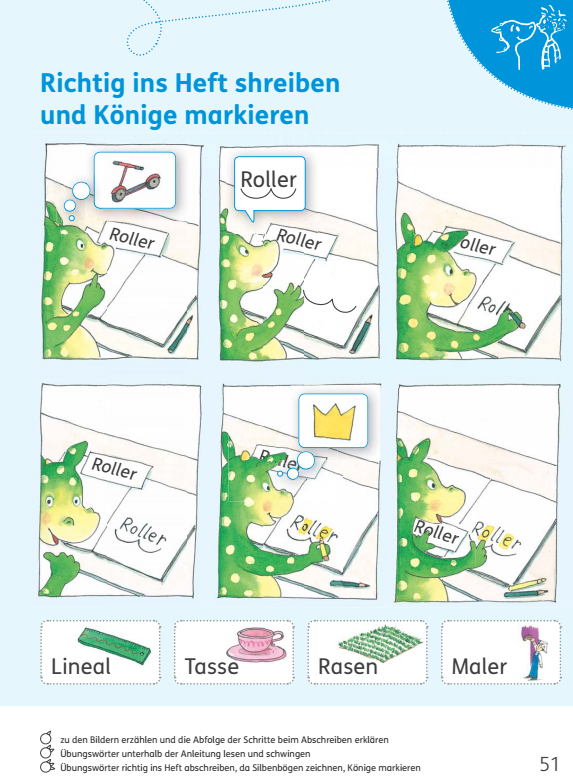 Richtig ins Heft shreiben
und Könige markieren
Roller
Roller
Roller
oller
Rol
Roller
Roller
Roller
Roller
Roller
Roller
Lineal
Tasse
Rasen
Maler
zu den Bildern erzählen und die Abfolge der Schritte beim Abschreiben erklären
Übungswörter unterhalb der Anleitung lesen und schwingen
Übungswörter richtig ins Heft abschreiben, da Silbenbögen zeichnen, Könige markieren
51